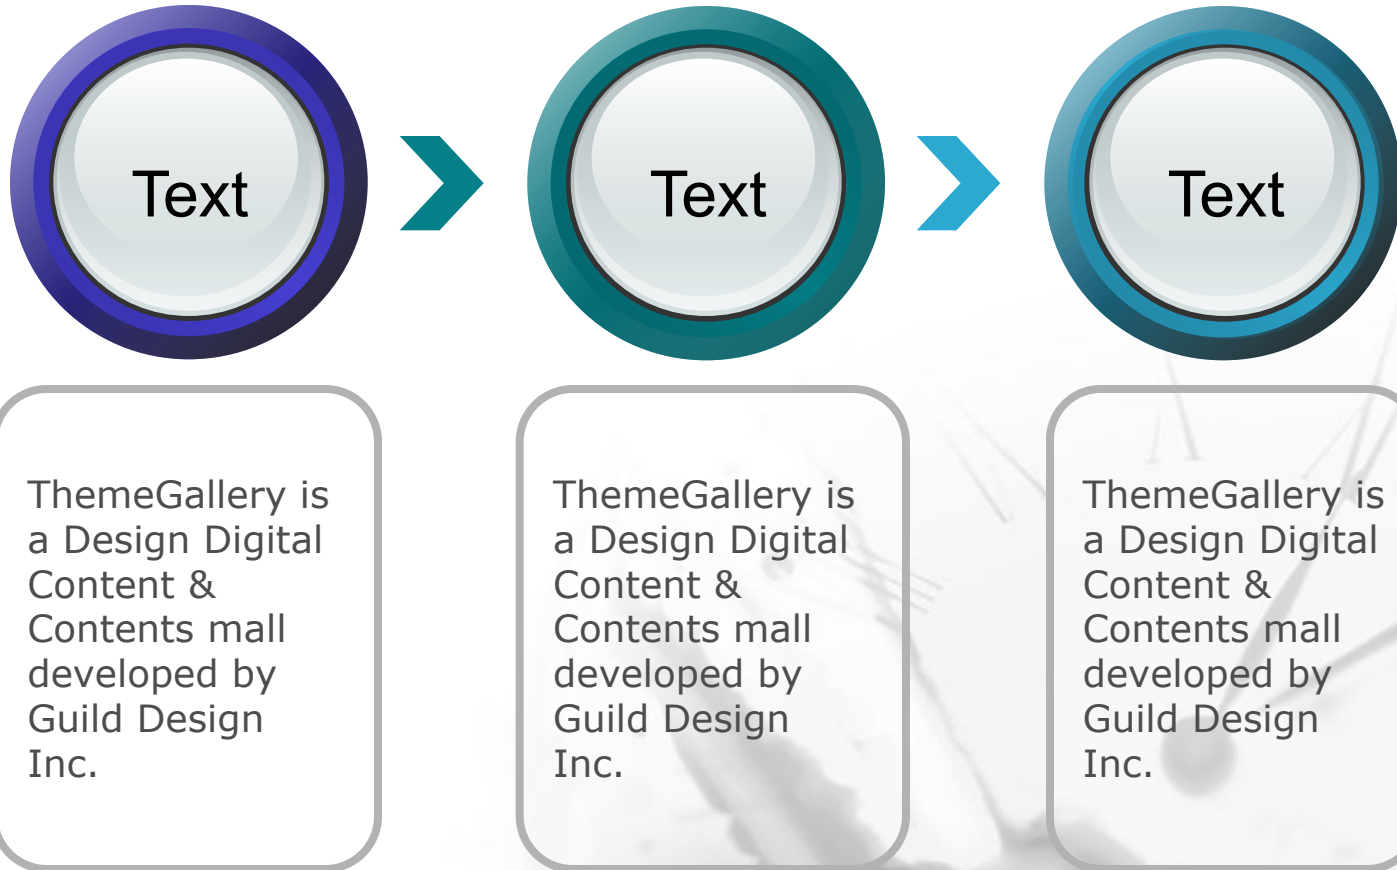 Text
Text
Text
ThemeGallery is
a Design Digital
Content &
Contents mall
developed by
Guild Design
Inc.
ThemeGallery is
a Design Digital
Content &
Contents mall
developed by
Guild Design
Inc.
ThemeGallery is
a Design Digital
Content &
Contents mall
developed by
Guild Design
Inc.